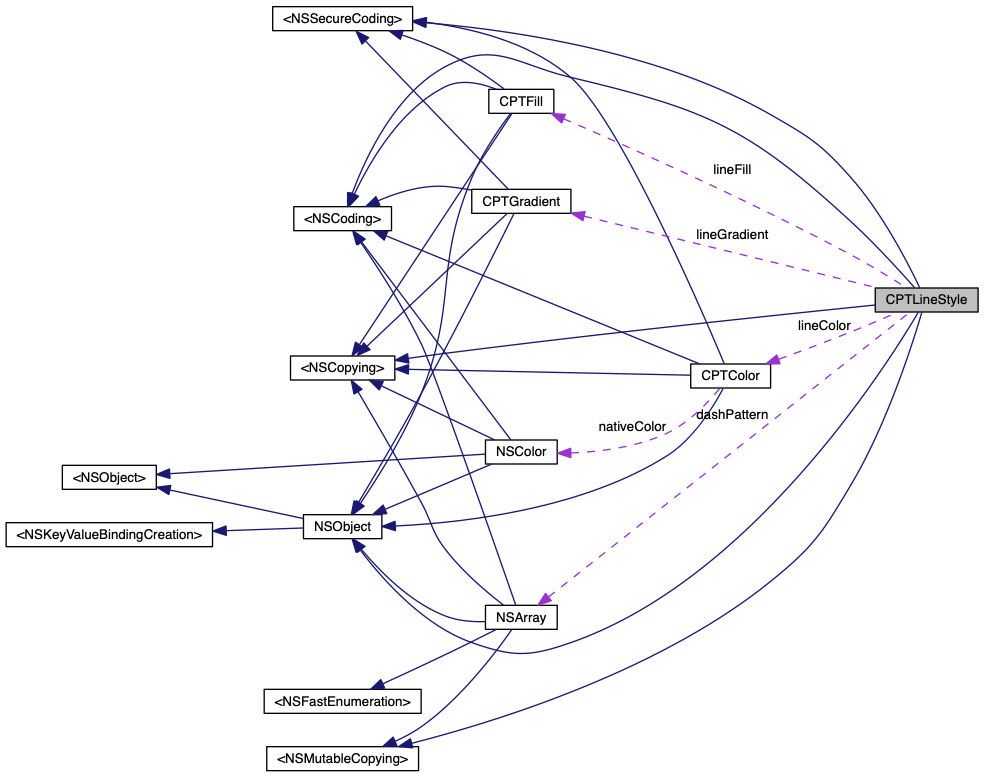 <NSSecureCoding>
CPTFill
lineFill
CPTGradient
<NSCoding>
lineGradient
CPTLineStyle
lineColor
<NSCopying>
CPTColor
dashPattern
nativeColor
NSColor
<NSObject>
NSObject
<NSKeyValueBindingCreation>
NSArray
<NSFastEnumeration>
<NSMutableCopying>